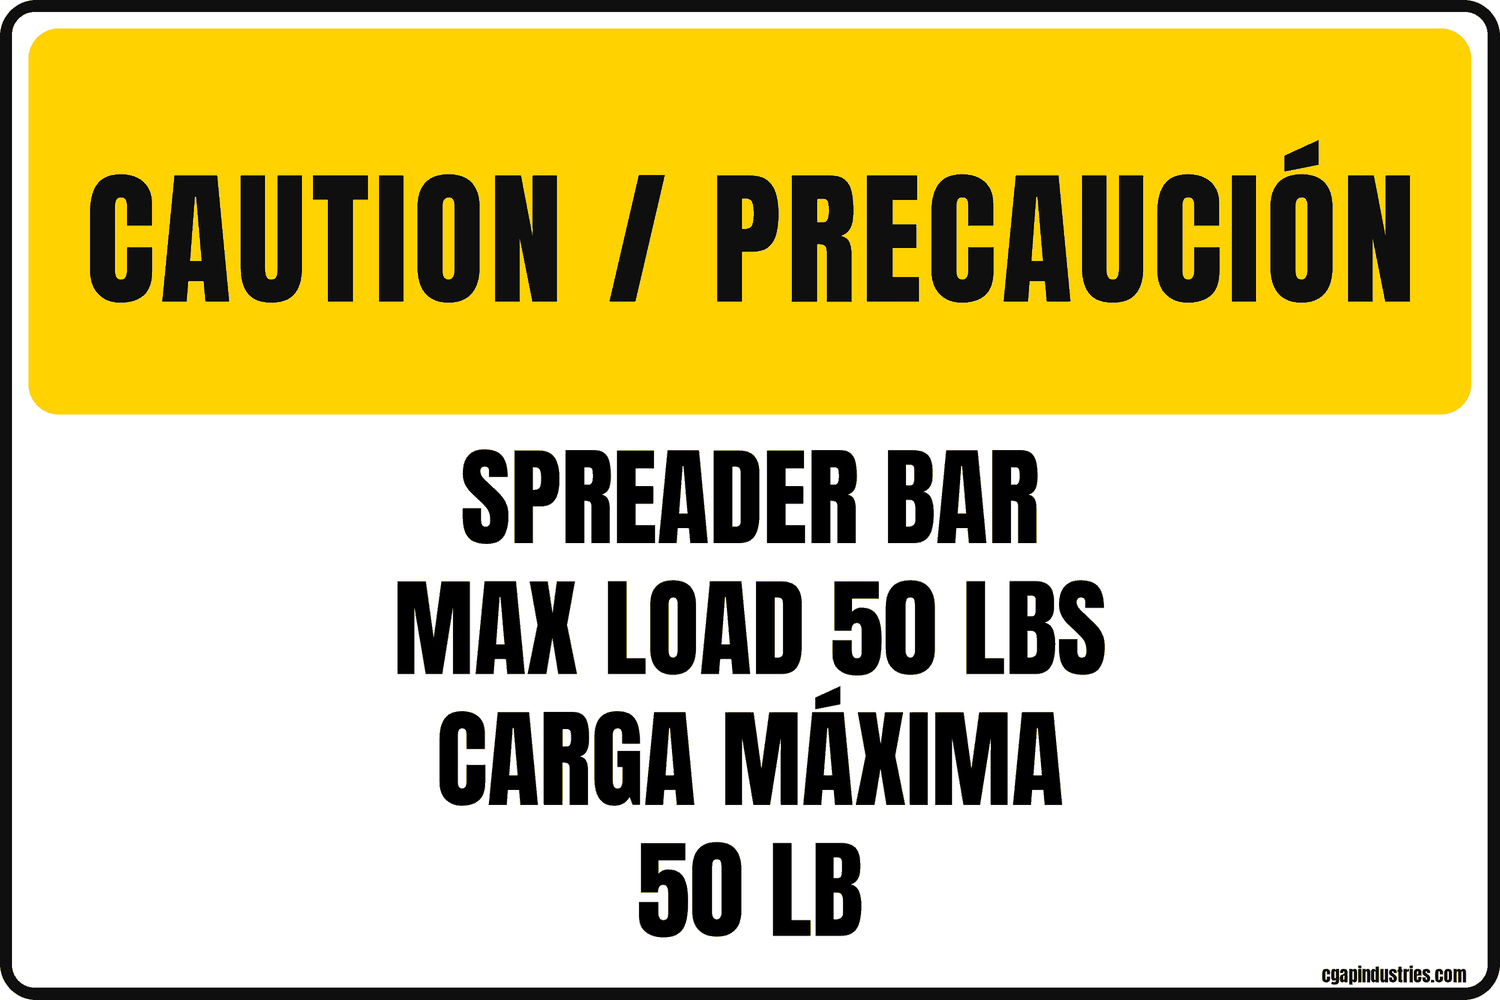 CAUTION / PRECAUCIÓN
SPREADER BAR
MAX LOAD 50 LBS
CARGA MÁXIMA
50 LB
cgapindustries.com